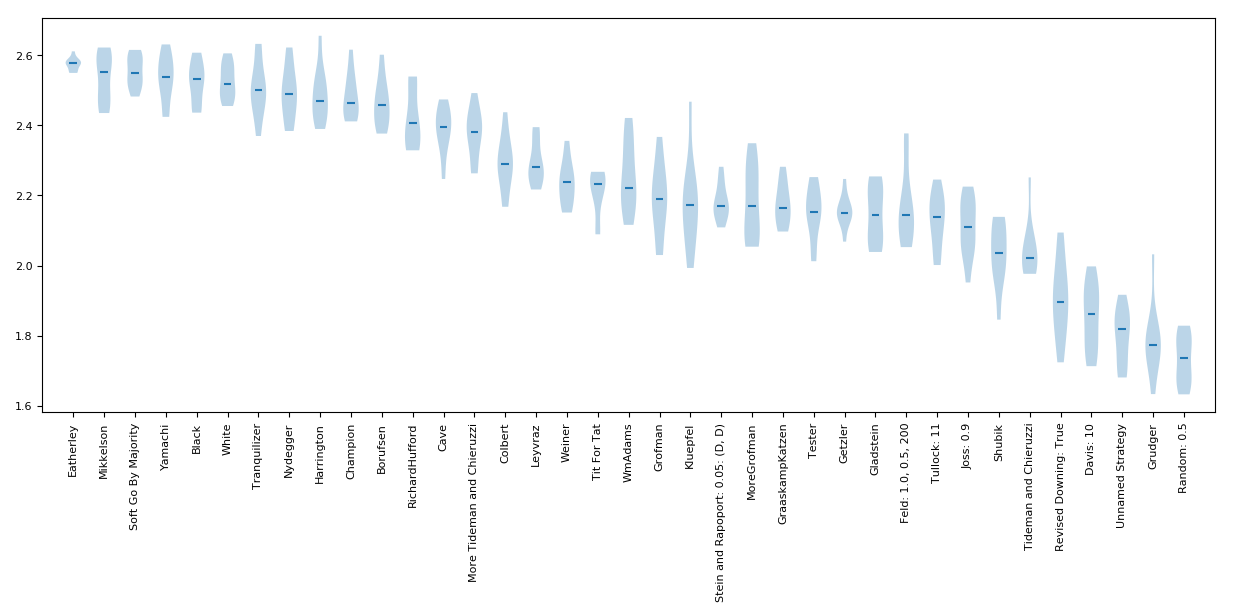 2.6
2.4
2.2
2.0
1.8
1.6
Eatherley
Mikkelson
Soft Go By Majority
Yamachi
Black
White
Tranquilizer
Nydegger
Harrington
Champion
Borufsen
RichardHufford
Cave
More Tideman and Chieruzzi
Colbert
Leyvraz
Weiner
Tit For Tat
WmAdams
Grofman
Kluepfel
Stein and Rapoport: 0.05: (D, D)
MoreGrofman
GraaskampKatzen
Tester
Getzler
Gladstein
Feld: 1.0, 0.5, 200
Tullock: 11
Joss: 0.9
Shubik
Tideman and Chieruzzi
Revised Downing: True
Davis: 10
Unnamed Strategy
Grudger
Random: 0.5